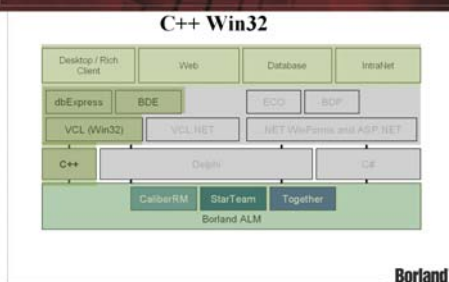 C++ Win32
Desktop / Rich Client
Web
Database
IntraNet
dbExpress
BDE
ECO
BDP
VCL (Win32)
VCL.NET
.NET WinForms and ASP.NET
C++
Delphi
C#
CaliberRM
StarTeam
Together
Borland ALM
Borland